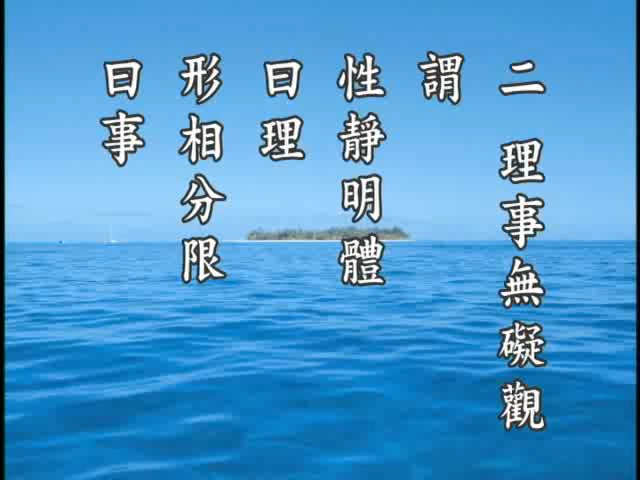 二 理事無礙觀
謂
性靜明體
曰理
形相分限
曰事